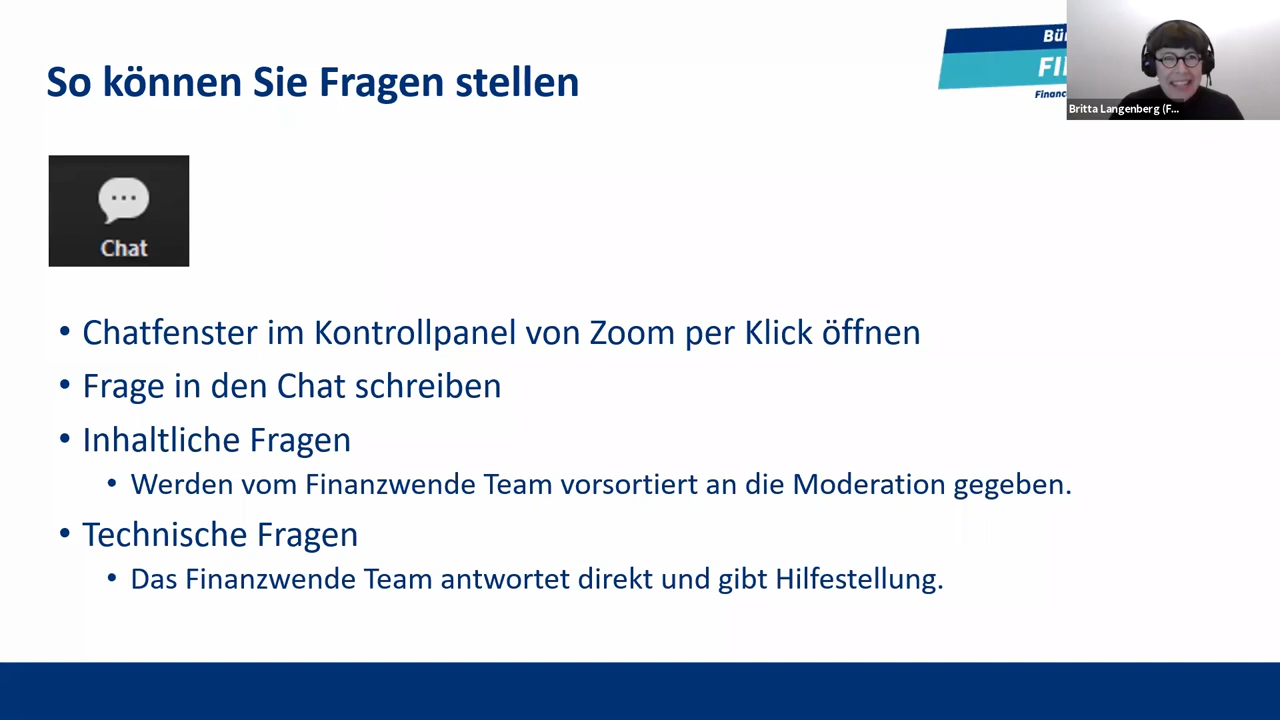 So können Sie Fragen stellen
Britta Langenberg (F...
Chat
• Chatfenster im Kontrollpanel von Zoom per Klick öffnen
• Frage in den Chat schreiben
• Inhaltliche Fragen
• Werden vom Finanzwende Team vorsortiert an die Moderation gegeben.
• Technische Fragen
• Das Finanzwende Team antwortet direkt und gibt Hilfestellung.